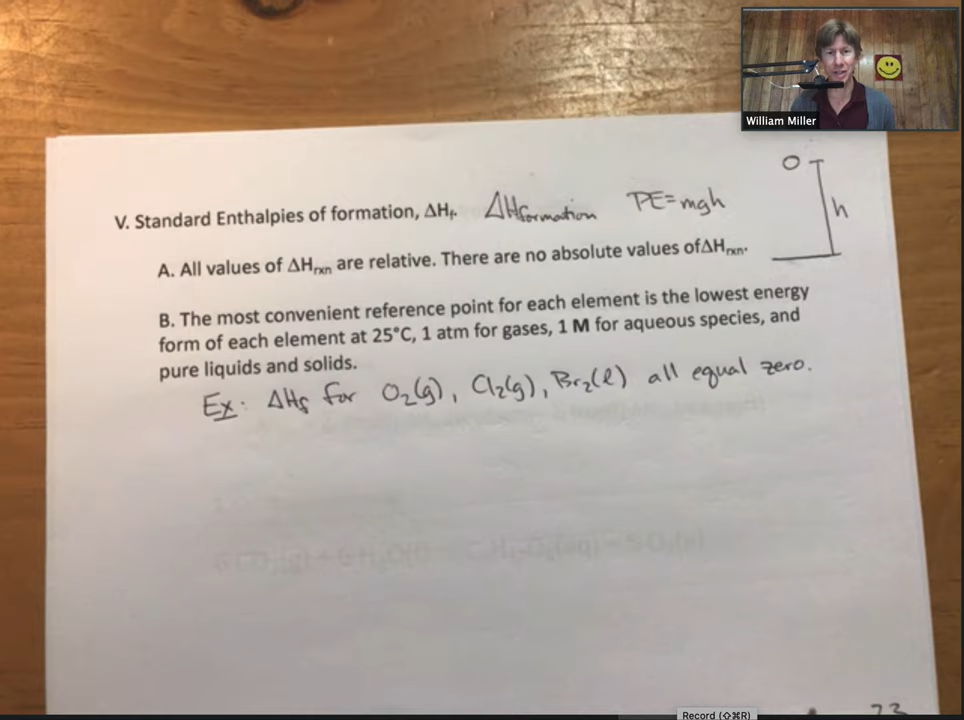 William Miller
O
V. Standard Enthalpies of formation, ΔHf. ΔHformation PE=mgh
h
A. All values of ΔHrxn are relative. There are no absolute values ofΔHrxn.
B. The most convenient reference point for each element is the lowest energy
form of each element at 25°C, 1 atm for gases, 1 M for aqueous species, and
pure liquids and solids.
Ex: ΔHf for O2(g), Cl2(g), Br2(l) all equal zero.
Record (⇧⌘R)